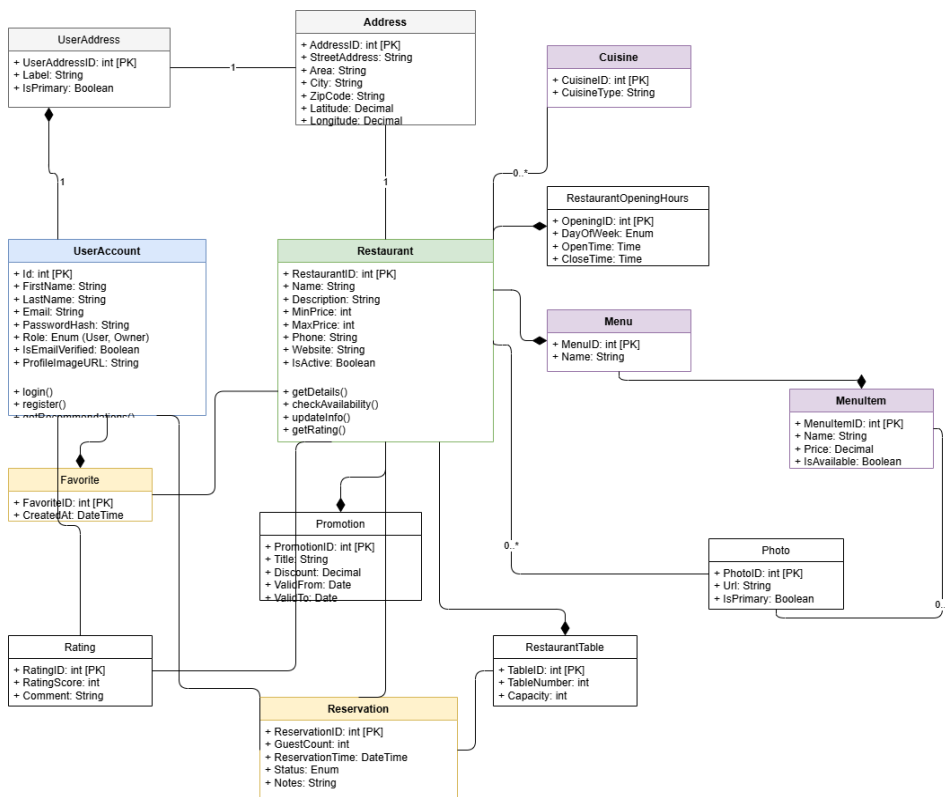 UserAddress
+ UserAddressID: int [PK]
+ Label: String
+ IsPrimary: Boolean
1
Address
+ AddressID: int [PK]
+ StreetAddress: String
+ Area: String
+ City: String
+ ZipCode: String
+ Latitude: Decimal
+ Longitude: Decimal
Cuisine
+ CuisineID: int [PK]
+ CuisineType: String
1
1
0..*
RestaurantOpeningHours
+ OpeningID: int [PK]
+ DayOfWeek: Enum
+ OpenTime: Time
+ CloseTime: Time
UserAccount
+ Id: int [PK]
+ FirstName: String
+ LastName: String
+ Email: String
+ PasswordHash: String
+ Role: Enum (User, Owner)
+ IsEmailVerified: Boolean
+ ProfileImageURL: String
+ login()
+ register()
+ getRecommendations()
Restaurant
+ RestaurantID: int [PK]
+ Name: String
+ Description: String
+ MinPrice: int
+ MaxPrice: int
+ Phone: String
+ Website: String
+ IsActive: Boolean
+ getDetails()
+ checkAvailability()
+ updateInfo()
+ getRating()
Menu
+ MenuID: int [PK]
+ Name: String
MenuItem
+ MenuItemID: int [PK]
+ Name: String
+ Price: Decimal
+ IsAvailable: Boolean
Favorite
+ FavoriteID: int [PK]
+ CreatedAt: DateTime
Promotion
+ PromotionID: int [PK]
+ Title: String
+ Discount: Decimal
+ ValidFrom: Date
+ ValidTo: Date
0..*
Photo
+ PhotoID: int [PK]
+ Url: String
+ IsPrimary: Boolean
0..
Rating
+ RatingID: int [PK]
+ RatingScore: int
+ Comment: String
RestaurantTable
+ TableID: int [PK]
+ TableNumber: int
+ Capacity: int
Reservation
+ ReservationID: int [PK]
+ GuestCount: int
+ ReservationTime: DateTime
+ Status: Enum
+ Notes: String